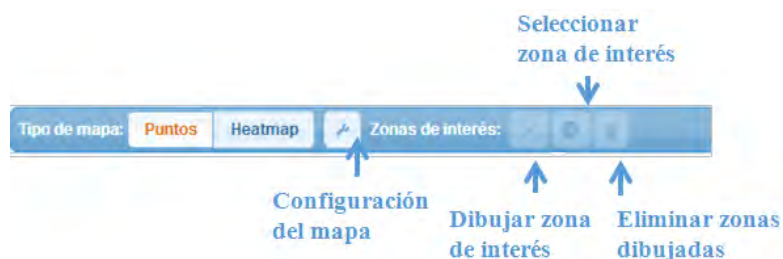 Seleccionar
zona de interés
Tipo de mapa: Puntos Heatmap Zonas de interés:
Configuración
del mapa
Dibujar zona
de interés
Eliminar zonas
dibujadas